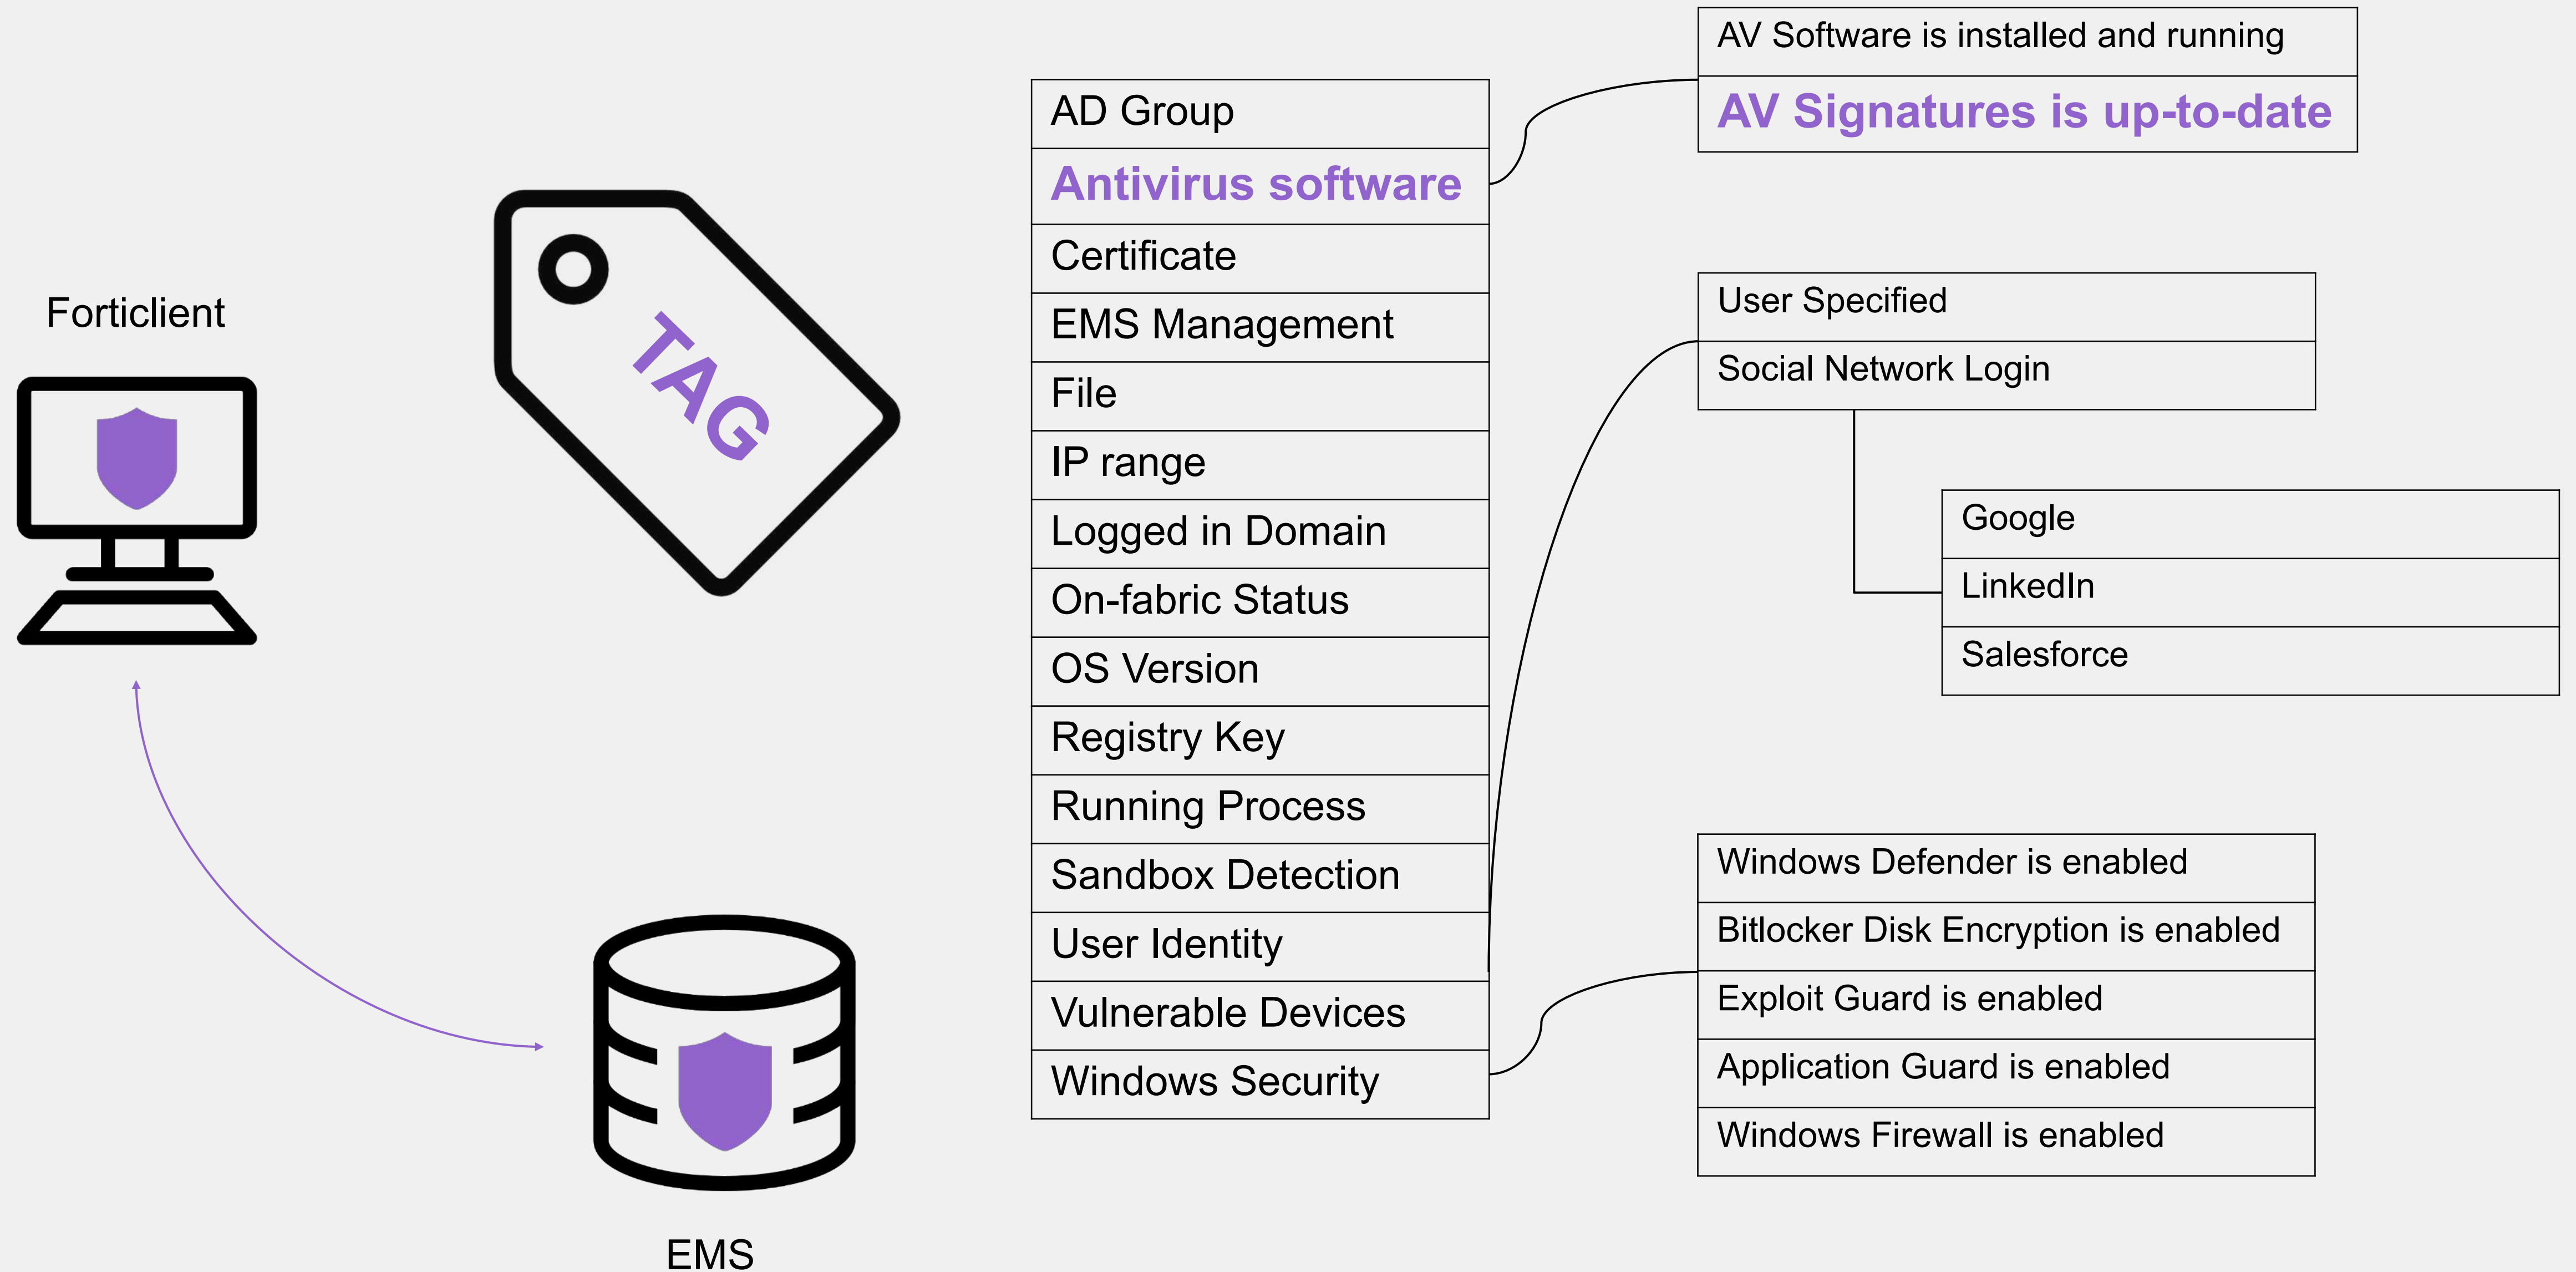 Forticlient
TAG
EMS
AD Group
Antivirus software
Certificate
EMS Management
File
IP range
Logged in Domain
On-fabric Status
OS Version
Registry Key
Running Process
Sandbox Detection
User Identity
Vulnerable Devices
Windows Security
AV Software is installed and running
AV Signatures is up-to-date
User Specified
Social Network Login
Google
LinkedIn
Salesforce
Windows Defender is enabled
Bitlocker Disk Encryption is enabled
Exploit Guard is enabled
Application Guard is enabled
Windows Firewall is enabled